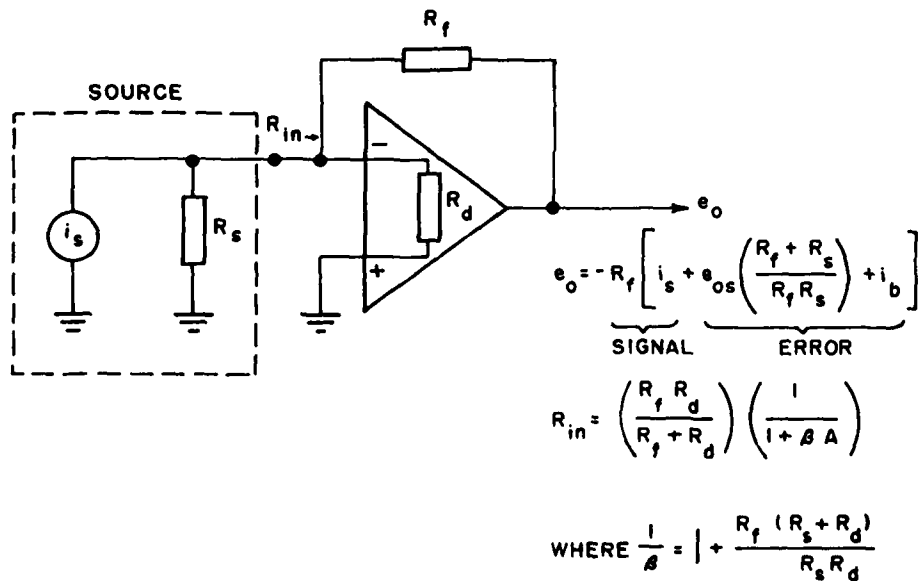 R_f
SOURCE
R_in→
−
i_s
R_s
R_d
+
e_o
e_o = -R_f [ i_s + e_os ( (R_f + R_s) / (R_f R_s) ) + i_b ]
SIGNAL ERROR
R_in = ( (R_f R_d) / (R_f + R_d) ) ( 1 / (1 + β A) )
WHERE 1/β = 1 + R_f (R_s + R_d) / (R_s R_d)